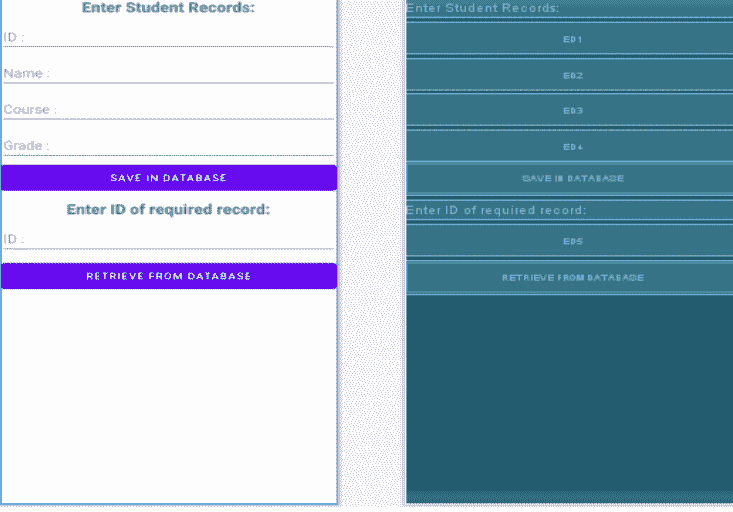 Enter Student Records:
ID :
Name :
Course :
Grade :
SAVE IN DATABASE
Enter ID of required record:
ID :
RETRIEVE FROM DATABASE
Enter Student Records:
ED1
ED2
ED3
ED4
SAVE IN DATABASE
Enter ID of required record:
ED5
RETRIEVE FROM DATABASE